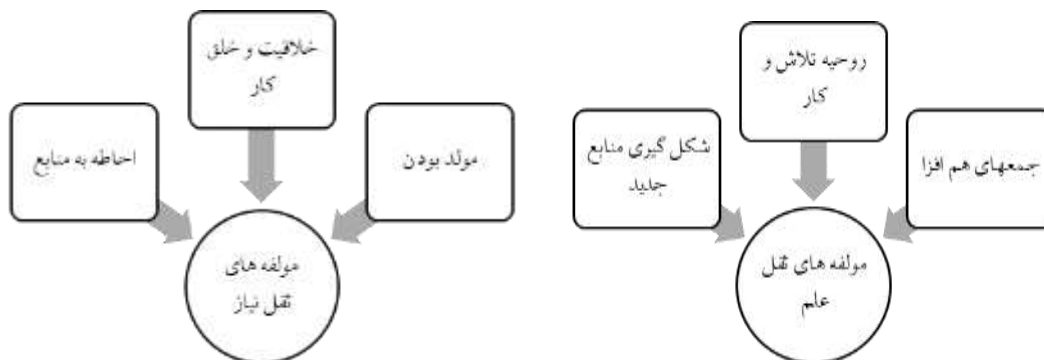 روحیه تلاش و
کار
جمعهای هم افزا
شکل گیری منابع
جدید
مولفه های ثقل
علم
خلاقیت و خلق
کار
مولد بودن
احاطه به منابع
مولفه های
ثقل نیاز